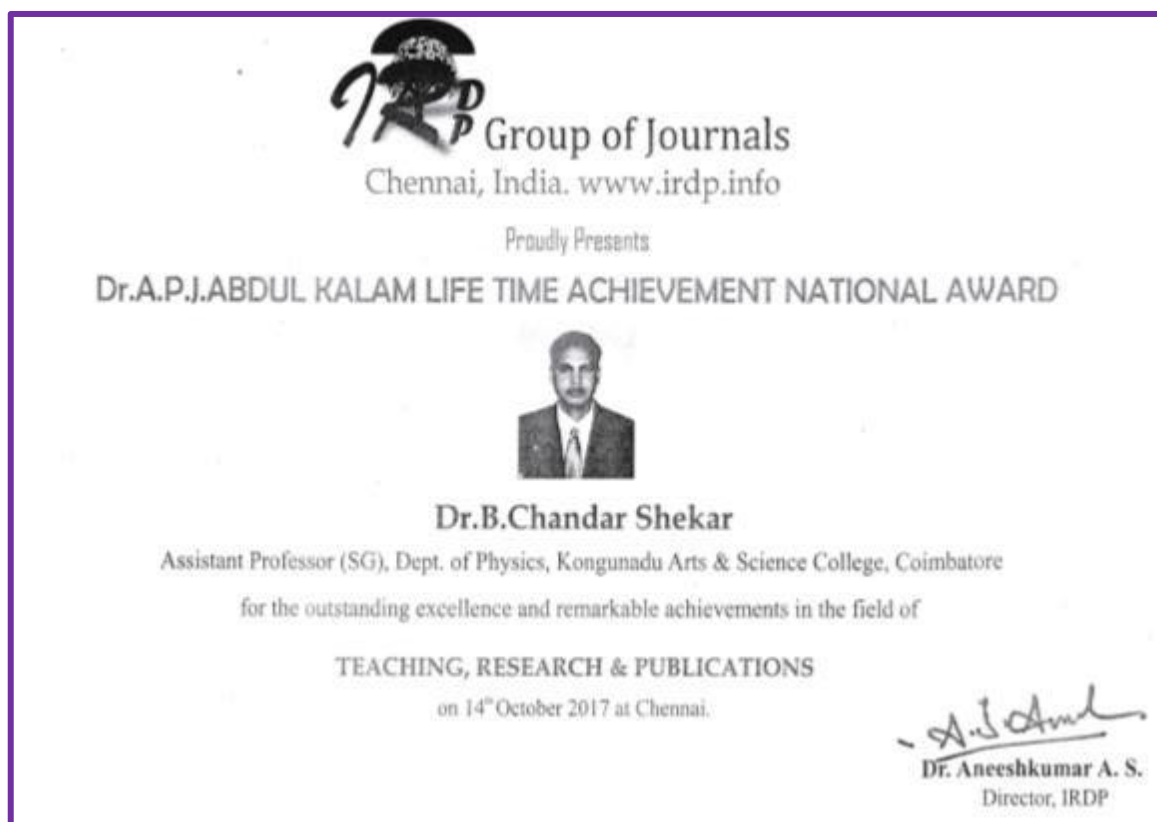 IRDP Group of Journals
Chennai, India. www.irdp.info
Proudly Presents
Dr.A.P.J.ABDUL KALAM LIFE TIME ACHIEVEMENT NATIONAL AWARD
Dr.B.Chandar Shekar
Assistant Professor (SG), Dept. of Physics, Kongunadu Arts & Science College, Coimbatore
for the outstanding excellence and remarkable achievements in the field of
TEACHING, RESEARCH & PUBLICATIONS
on 14th October 2017 at Chennai.
Dr. Aneeshkumar A. S.
Director, IRDP